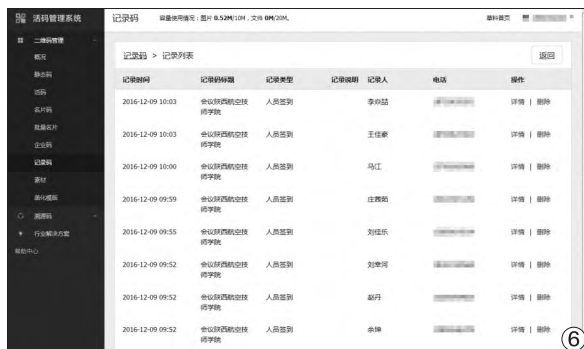 活码管理系统
记录码 容量使用情况：图片 0.52M/10M，文件 0M/20M。 草料首页
二维码管理
概况
静态码
活码
名片码
批量名片
企业码
记录码
素材
美化模版
溯源码
行业解决方案
帮助中心
记录码 > 记录列表 返回
记录时间 记录码标题 记录类型 记录说明 记录人 电话 操作
2016-12-09 10:03 会议陕西航空技师学院 人员签到 详情 | 删除
2016-12-09 10:03 会议陕西航空技师学院 人员签到 王佳豪 详情 | 删除
2016-12-09 10:00 会议陕西航空技师学院 人员签到 马江 详情 | 删除
2016-12-09 09:59 会议陕西航空技师学院 人员签到 庄茜茹 详情 | 删除
2016-12-09 09:55 会议陕西航空技师学院 人员签到 刘佳乐 详情 | 删除
2016-12-09 09:52 会议陕西航空技师学院 人员签到 刘幸河 详情 | 删除
2016-12-09 09:52 会议陕西航空技师学院 人员签到 赵丹 详情 | 删除
2016-12-09 09:52 会议陕西航空技师学院 人员签到 余坤 详情 | 删除
⑥